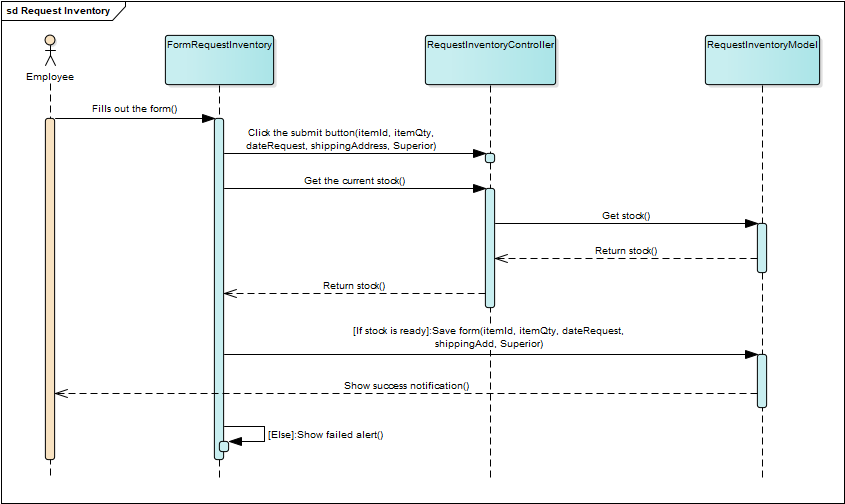 sd Request Inventory
FormRequestInventory
RequestInventoryController
RequestInventoryModel
Employee
Fills out the form()
Click the submit button(itemId, itemQty,
dateRequest, shippingAddress, Superior)
Get the current stock()
Get stock()
Return stock()
Return stock()
[If stock is ready]:Save form(itemId, itemQty, dateRequest,
shippingAdd, Superior)
Show success notification()
[Else]:Show failed alert()